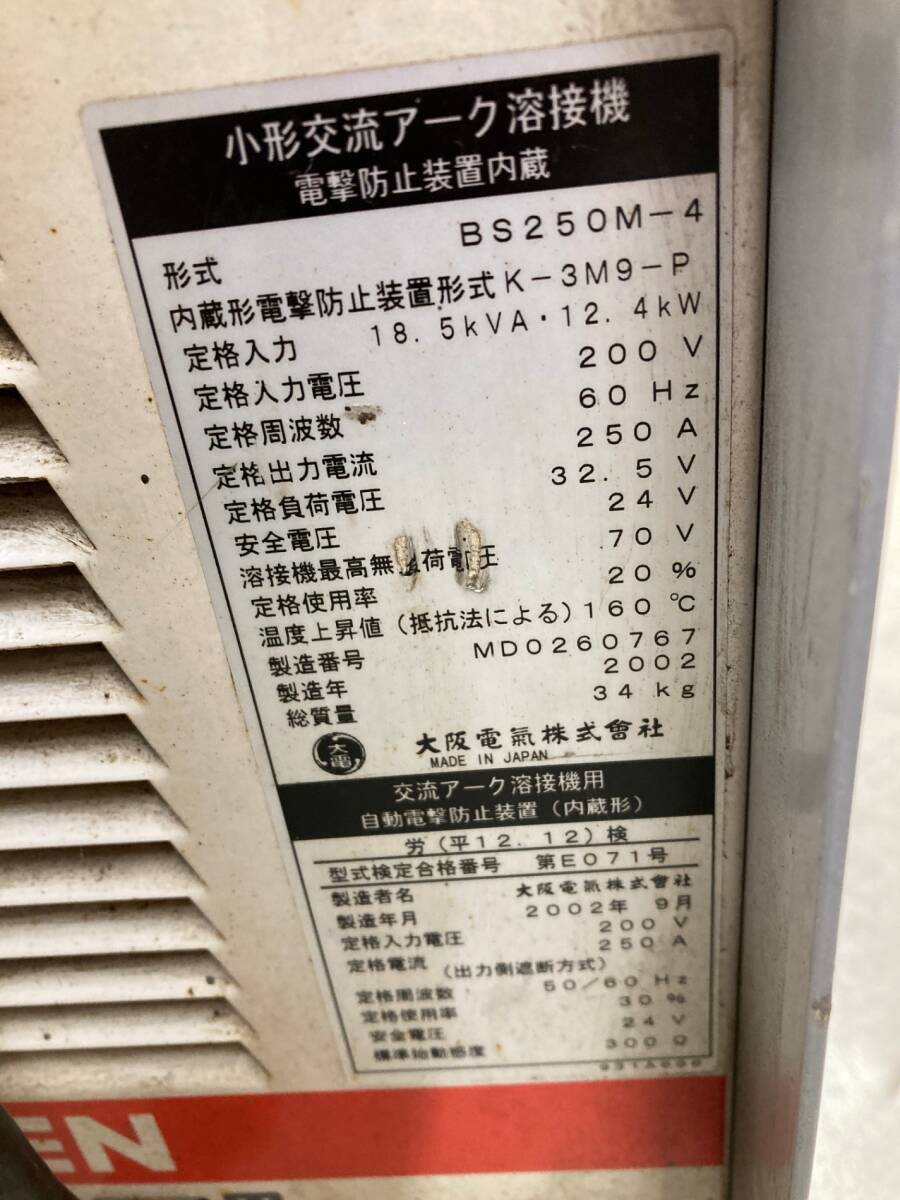 小形交流アーク溶接機
電撃防止装置内蔵
形式 BS250M-4
内蔵形電撃防止装置形式 K-3M9-P
定格入力 18.5kVA・12.4kW
定格入力電圧 200 V
定格周波数 60 Hz
定格出力電流 250 A
定格負荷電圧 32.5 V
安全電圧 24 V
溶接機最高無負荷電圧 70 V
定格使用率 20 %
温度上昇値(抵抗法による) 160 ℃
製造番号 MD0260767
製造年 2002
総質量 34 kg
大電 大阪電氣株式會社
MADE IN JAPAN
交流アーク溶接機用
自動電撃防止装置(内蔵形)
労(平12.12)検
型式検定合格番号 第E071号
製造者名 大阪電氣株式會社
製造年月 2002年 9月
定格入力電圧 200 V
定格電流 250 A
(出力側遮断方式)
定格周波数 50/60 Hz
定格使用率 30 %
安全電圧 24 V
標準始動感度 300 Ω
EN